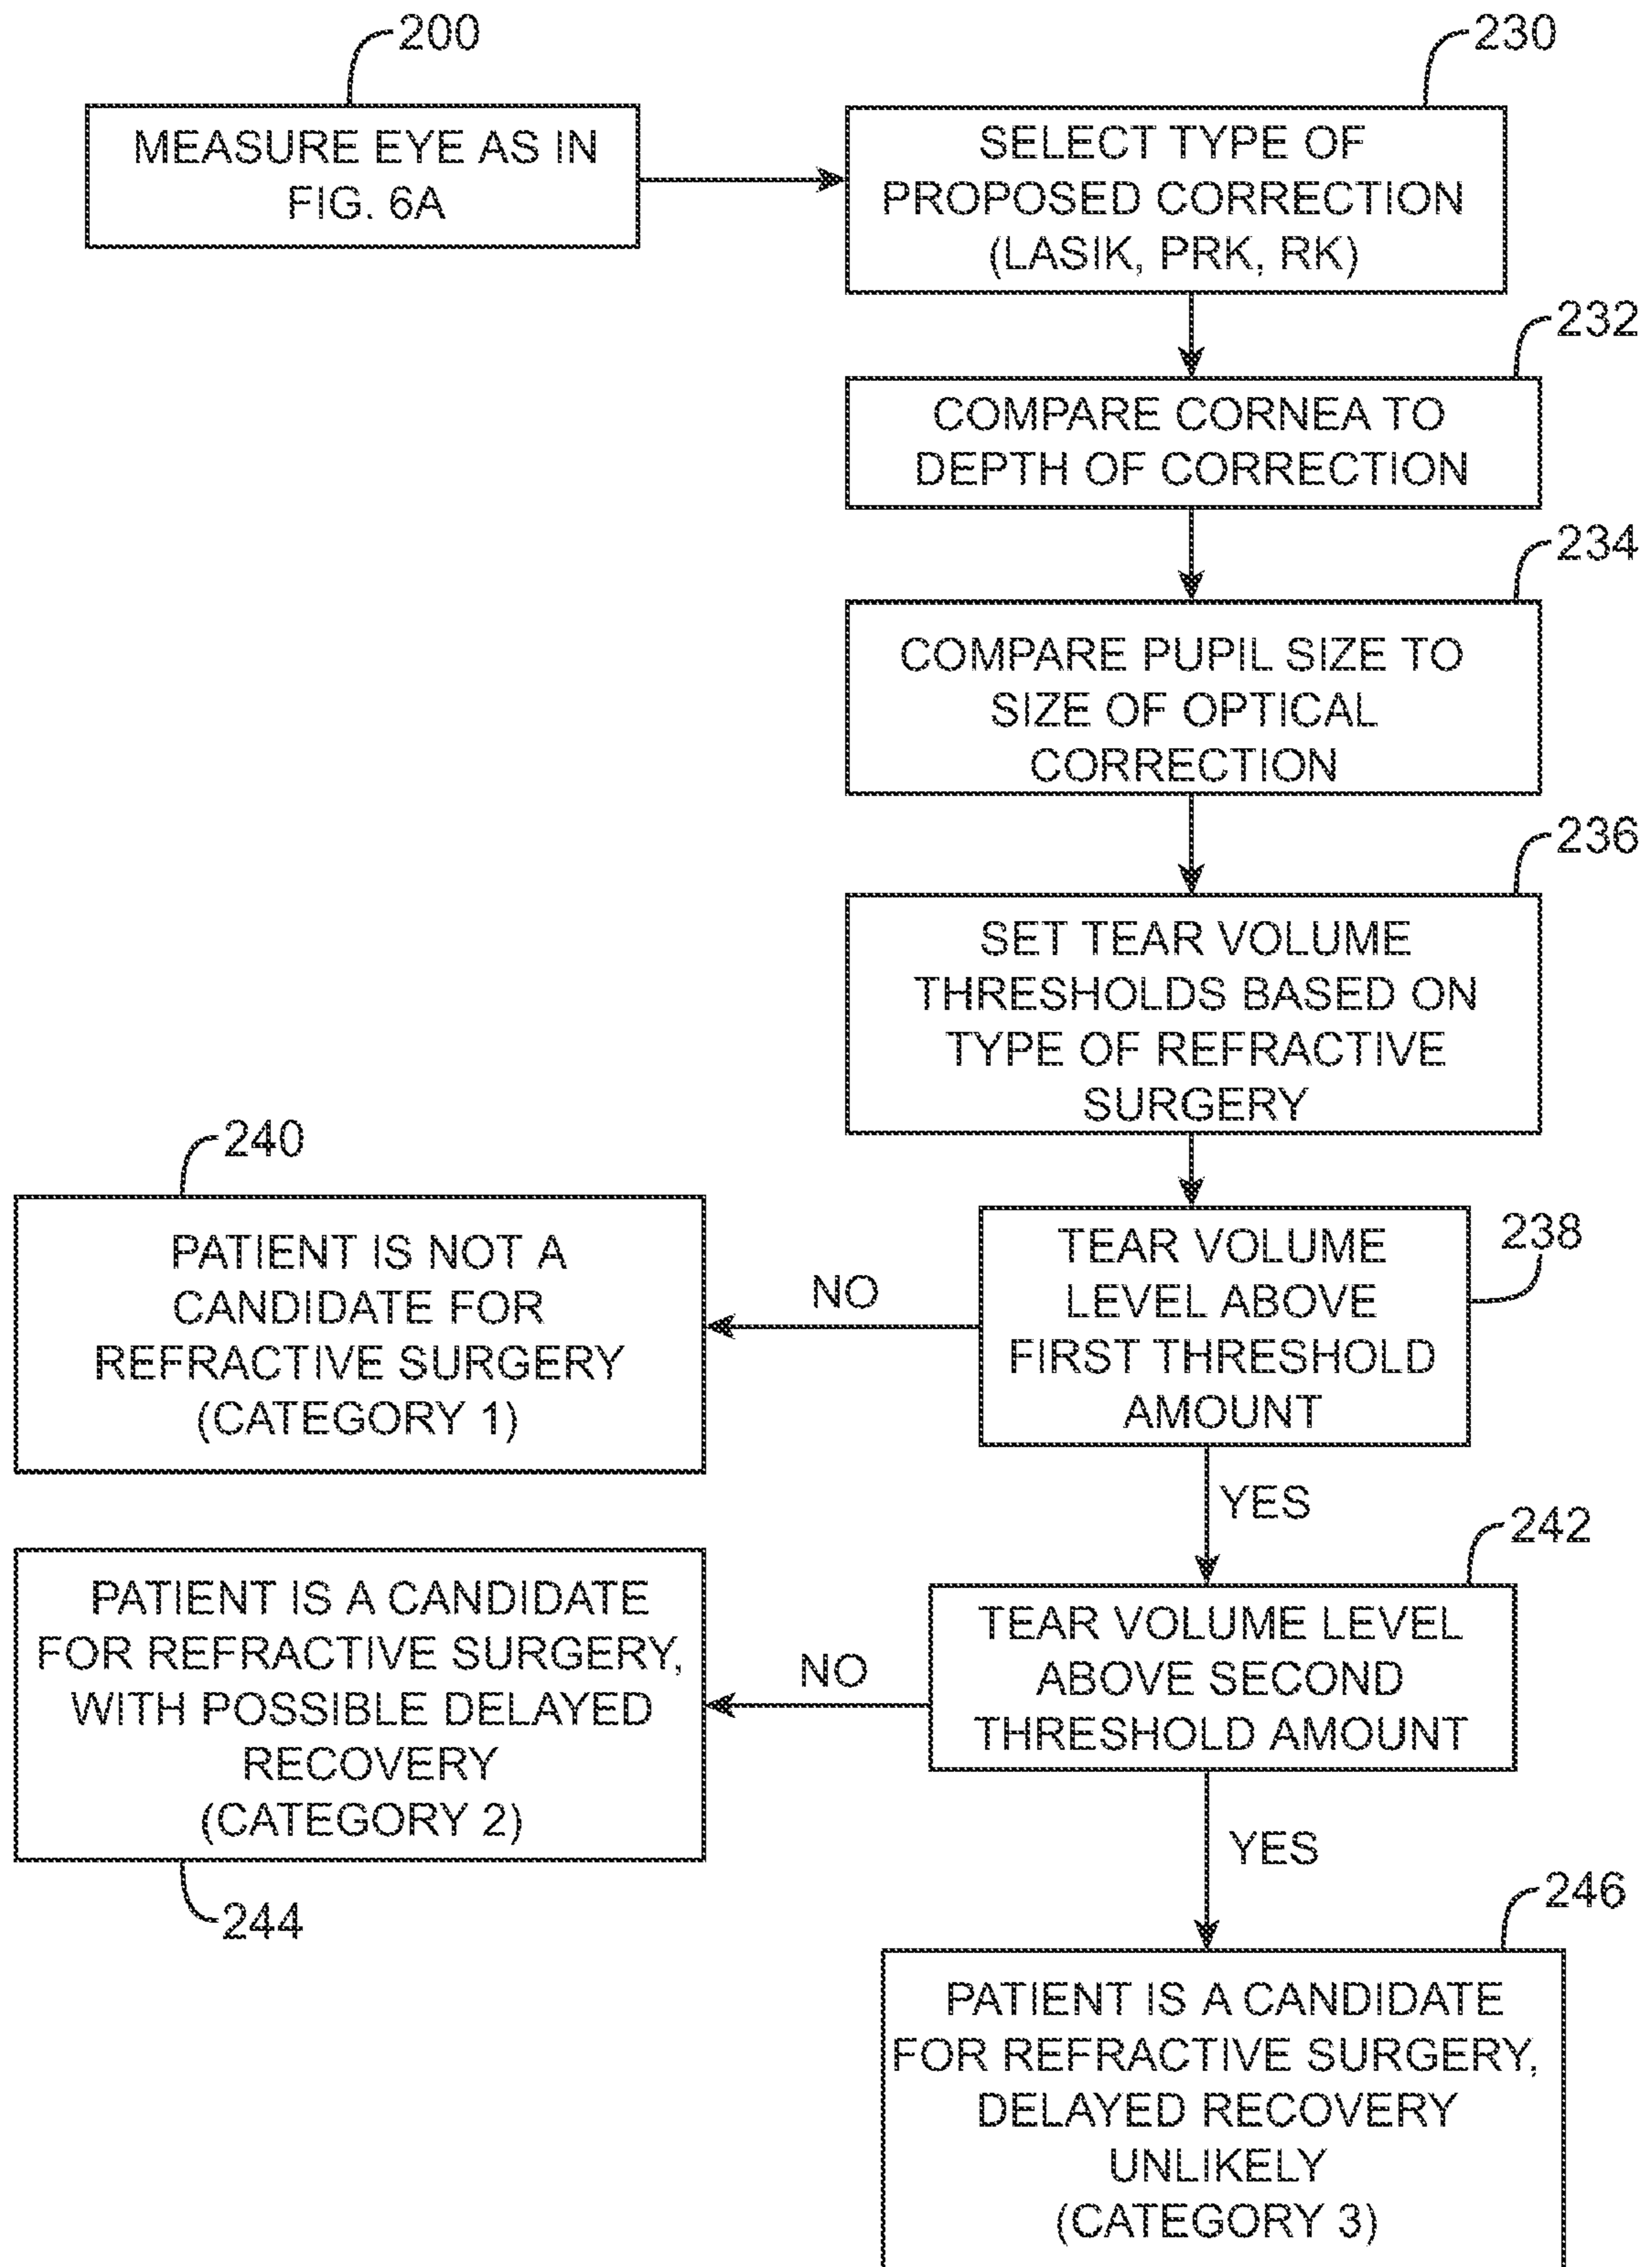 200
MEASURE EYE AS IN
FIG. 6A
230
SELECT TYPE OF
PROPOSED CORRECTION
(LASIK, PRK, RK)
232
COMPARE CORNEA TO
DEPTH OF CORRECTION
234
COMPARE PUPIL SIZE TO
SIZE OF OPTICAL
CORRECTION
236
SET TEAR VOLUME
THRESHOLDS BASED ON
TYPE OF REFRACTIVE
SURGERY
238
TEAR VOLUME
LEVEL ABOVE
FIRST THRESHOLD
AMOUNT
NO
240
PATIENT IS NOT A
CANDIDATE FOR
REFRACTIVE SURGERY
(CATEGORY 1)
YES
242
TEAR VOLUME LEVEL
ABOVE SECOND
THRESHOLD AMOUNT
NO
PATIENT IS A CANDIDATE
FOR REFRACTIVE SURGERY,
WITH POSSIBLE DELAYED
RECOVERY
(CATEGORY 2)
244
YES
246
PATIENT IS A CANDIDATE
FOR REFRACTIVE SURGERY,
DELAYED RECOVERY
UNLIKELY
(CATEGORY 3)